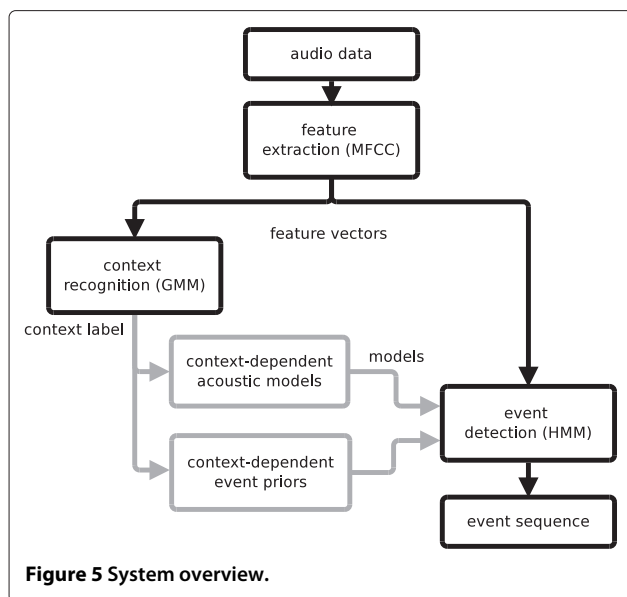 audio data
feature
extraction (MFCC)
feature vectors
context
recognition (GMM)
context label
context-dependent
acoustic models
models
event
detection (HMM)
context-dependent
event priors
event sequence
Figure 5 System overview.